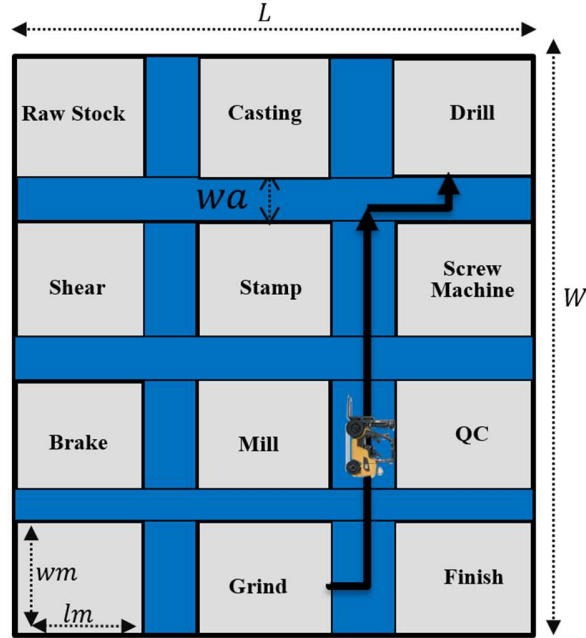 L
Raw Stock
Casting
Drill
wa
Shear
Stamp
Screw
Machine
W
Brake
Mill
QC
wm
lm
Grind
Finish